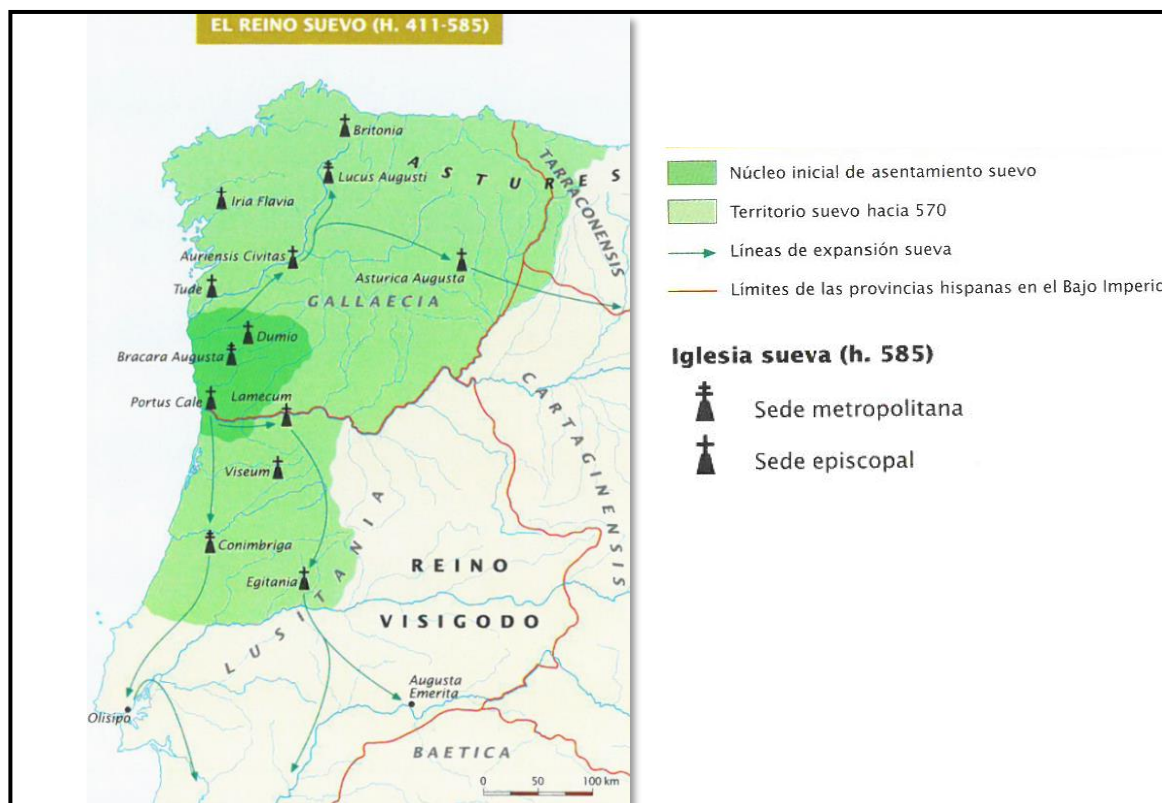 EL REINO SUEVO (H. 411-585)
Britonia
ASTURES
TARRACONENSIS
Lucus Augusti
Iria Flavia
Auriensis Civitas
Asturica Augusta
Tude
GALLAECIA
Dumio
Bracara Augusta
Portus Cale
Lamecum
CARTAGINENSIS
Viseum
Conimbriga
Egitania
LUSITANIA
REINO
VISIGODO
Augusta
Emerita
Olisipo
BAETICA
0 50 100 km
Núcleo inicial de asentamiento suevo
Territorio suevo hacia 570
Líneas de expansión sueva
Límites de las provincias hispanas en el Bajo Imperio
Iglesia sueva (h. 585)
Sede metropolitana
Sede episcopal